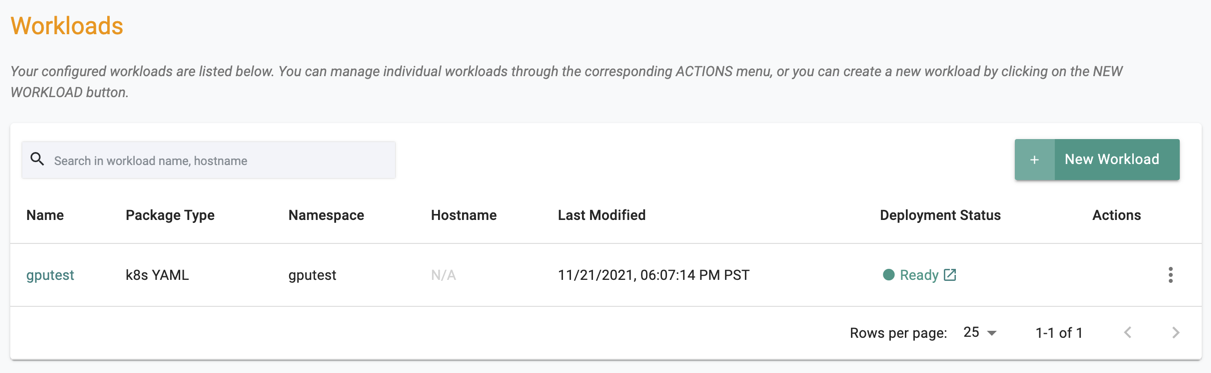 Workloads
Your configured workloads are listed below. You can manage individual workloads through the corresponding ACTIONS menu, or you can create a new workload by clicking on the NEW
WORKLOAD button.
Search in workload name, hostname
+ New Workload
Name Package Type Namespace Hostname Last Modified Deployment Status Actions
gputest k8s YAML gputest N/A 11/21/2021, 06:07:14 PM PST Ready
Rows per page: 25 1-1 of 1